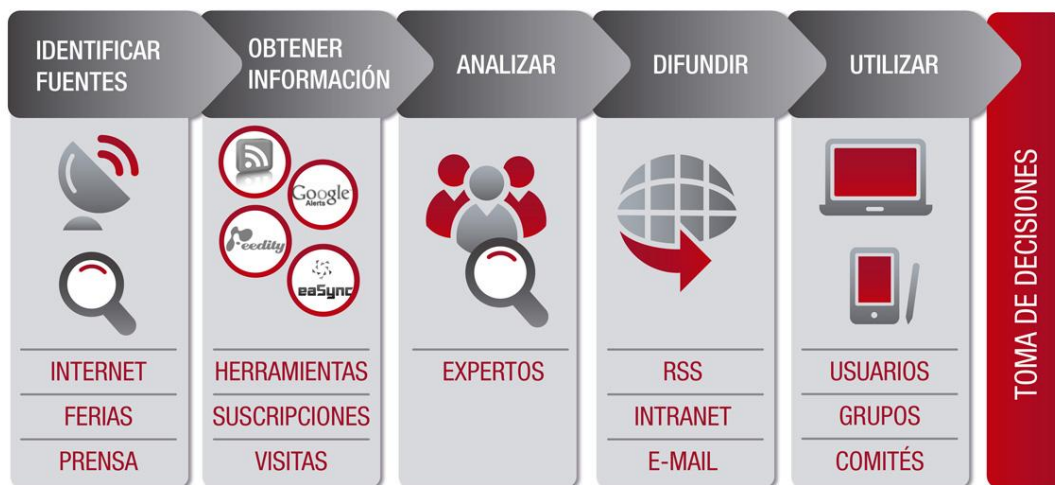 IDENTIFICAR
FUENTES
OBTENER
INFORMACIÓN
ANALIZAR
DIFUNDIR
UTILIZAR
Google
Alerts
Feedity
eaSync
INTERNET
FERIAS
PRENSA
HERRAMIENTAS
SUSCRIPCIONES
VISITAS
EXPERTOS
RSS
INTRANET
E-MAIL
USUARIOS
GRUPOS
COMITÉS
TOMA DE DECISIONES